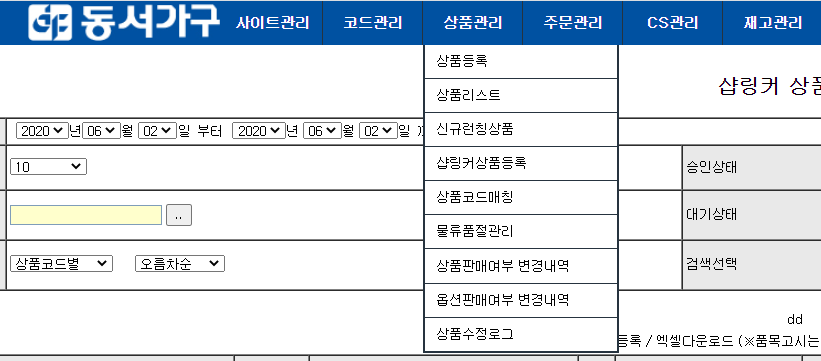 동서가구 사이트관리 코드관리 상품관리 주문관리 CS관리 재고관리
상품등록
상품리스트
신규런칭상품
샵링커상품등록
상품코드매칭
물류품절관리
상품판매여부 변경내역
옵션판매여부 변경내역
상품수정로그
샵링커 상품
2020 년 06 월 02 일 부터 2020 년 06 월 02 일
10 승인상태
.. 대기상태
상품코드별 오름차순 검색선택
dd
등록 / 엑셀다운로드 (※품목고시는